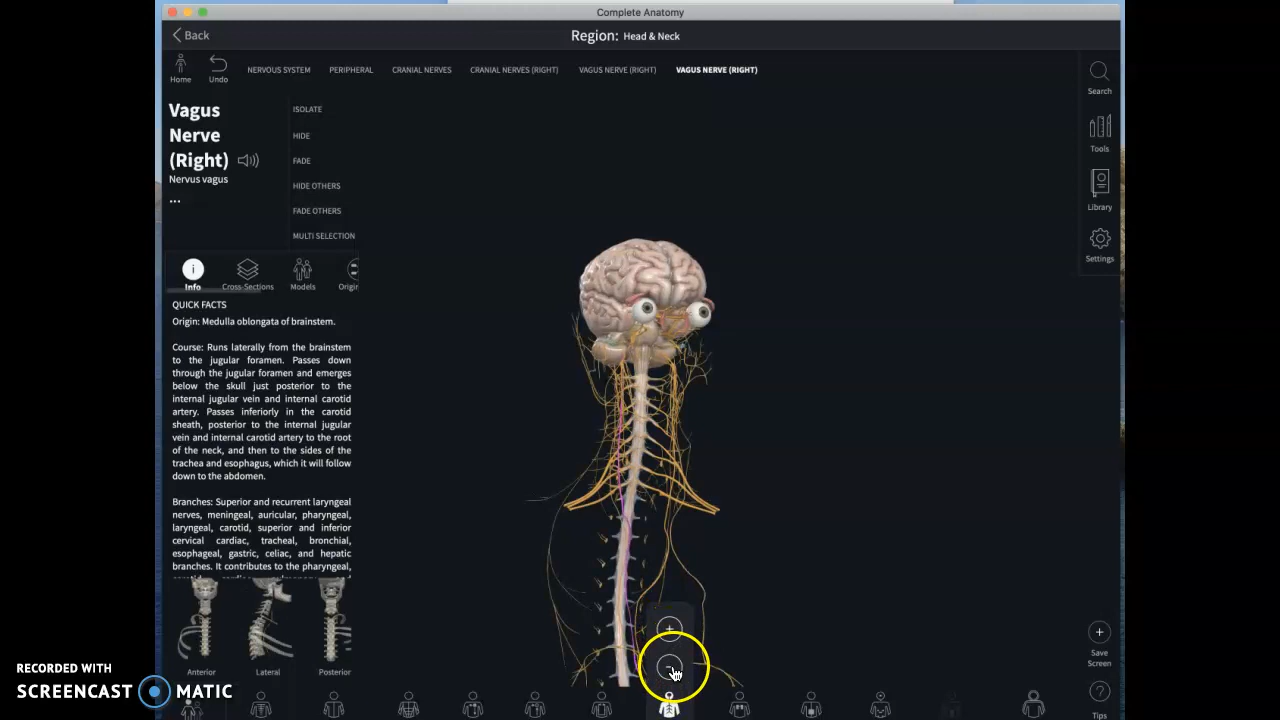 Complete Anatomy
Back
Region: Head & Neck
Home
Undo
NERVOUS SYSTEM
PERIPHERAL
CRANIAL NERVES
CRANIAL NERVES (RIGHT)
VAGUS NERVE (RIGHT)
VAGUS NERVE (RIGHT)
Search
Tools
Library
Settings
Vagus
Nerve
(Right)
Nervus vagus
...
ISOLATE
HIDE
FADE
HIDE OTHERS
FADE OTHERS
MULTI SELECTION
Info
Cross-Sections
Models
Origin
QUICK FACTS
Origin: Medulla oblongata of brainstem.
Course: Runs laterally from the brainstem
to the jugular foramen. Passes down
through the jugular foramen and emerges
below the skull just posterior to the
internal jugular vein and internal carotid
artery. Passes inferiorly in the carotid
sheath, posterior to the internal jugular
vein and internal carotid artery to the root
of the neck, and then to the sides of the
trachea and esophagus, which it will follow
down to the abdomen.
Branches: Superior and recurrent laryngeal
nerves, meningeal, auricular, pharyngeal,
laryngeal, carotid, superior and inferior
cervical cardiac, tracheal, bronchial,
esophageal, gastric, celiac, and hepatic
branches. It contributes to the pharyngeal,
Anterior
Lateral
Posterior
Save
Screen
Tips
RECORDED WITH
SCREENCAST MATIC